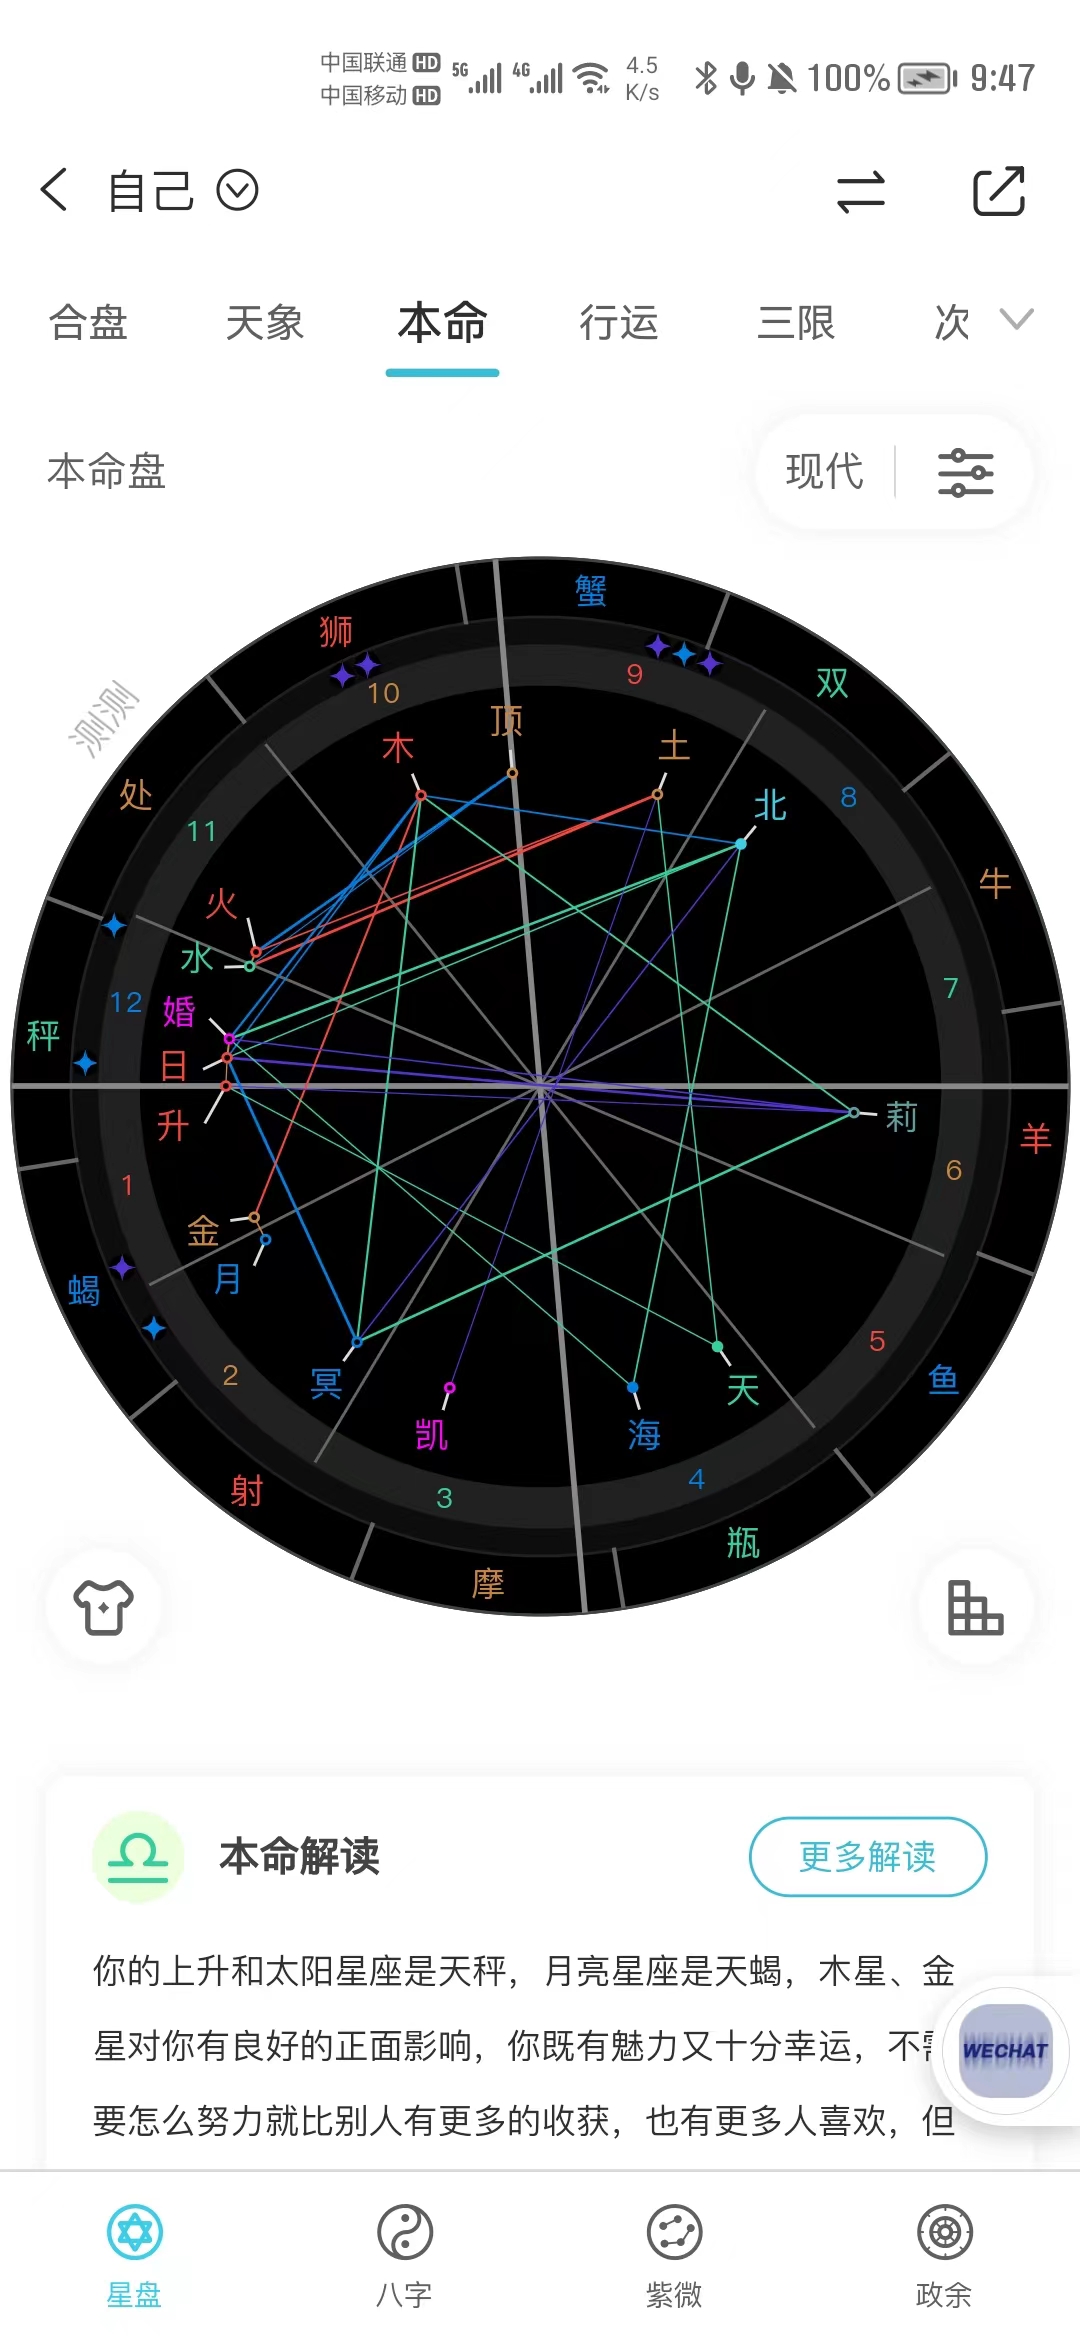 中国联通 HD 5G 4G 4.5 K/s 100% 9:47
中国移动 HD
自己
合盘 天象 本命 行运 三限 次
本命盘 现代
蟹
狮
9
双
10
测测
顶
木 土
处
北
8
11
牛
火
水
7
12
婚
秤
日
莉
升
羊
6
1
金
月
蝎
5
2
冥
天
鱼
凯 海
4
射
3
瓶
摩
本命解读 更多解读
你的上升和太阳星座是天秤，月亮星座是天蝎，木星、金
星对你有良好的正面影响，你既有魅力又十分幸运，不需
WECHAT
要怎么努力就比别人有更多的收获，也有更多人喜欢，但
星盘 八字 紫微 政余